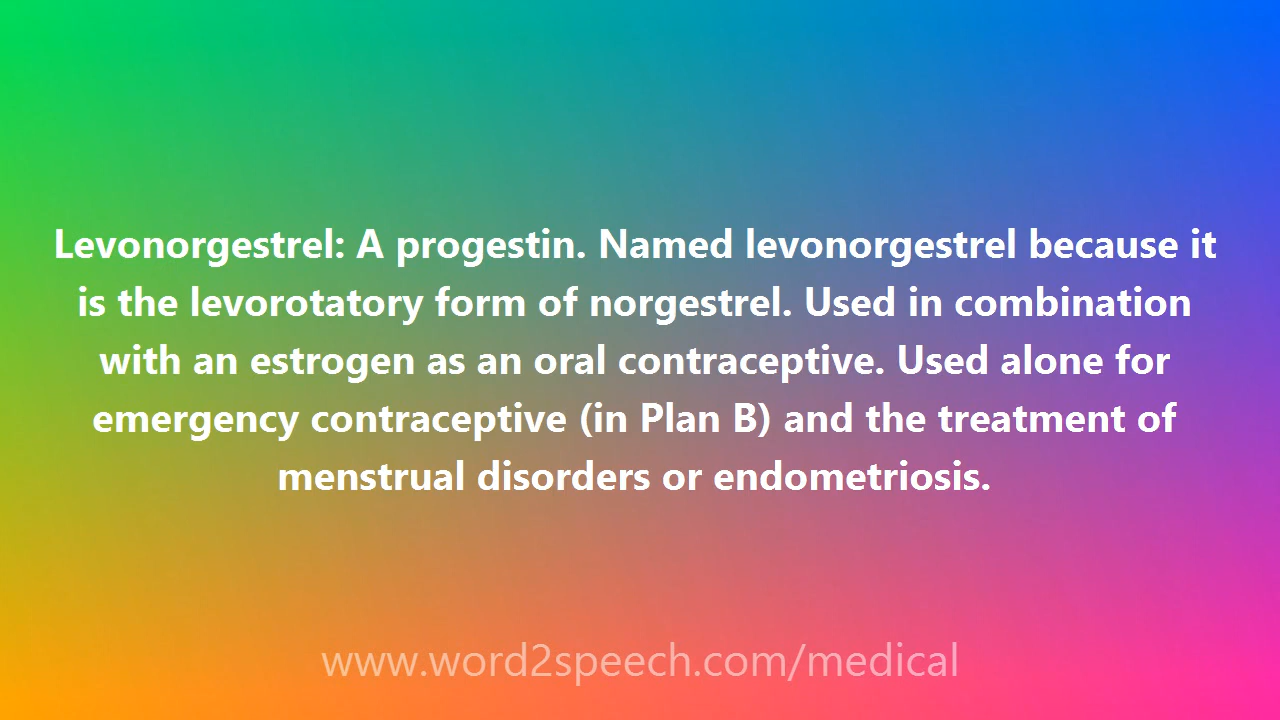 Levonorgestrel: A progestin. Named levonorgestrel because it
is the levorotatory form of norgestrel. Used in combination
with an estrogen as an oral contraceptive. Used alone for
emergency contraceptive (in Plan B) and the treatment of
menstrual disorders or endometriosis.
www.word2speech.com/medical